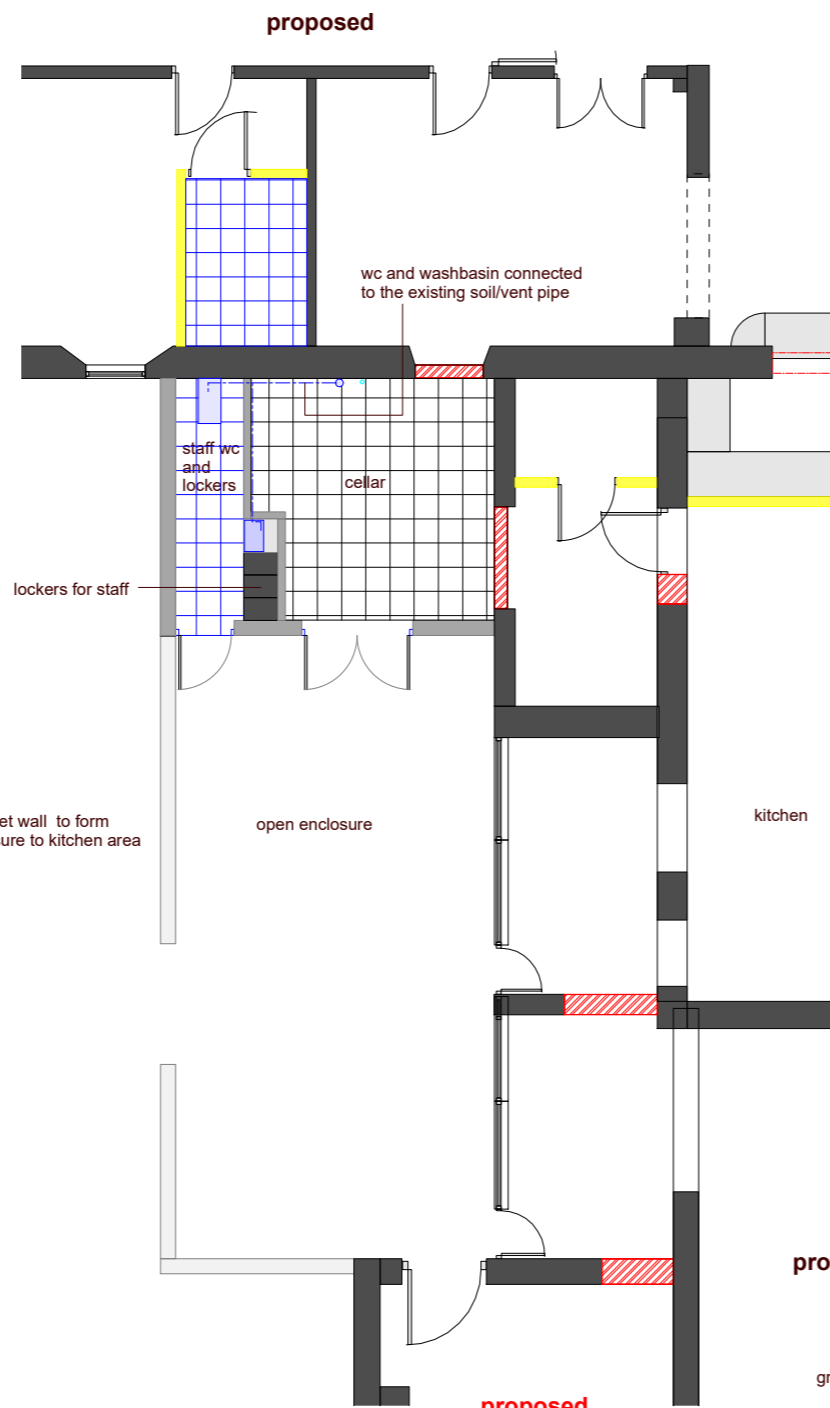 proposed
wc and washbasin connected
to the existing soil/vent pipe
staff wc
and
lockers
cellar
lockers for staff
open enclosure
et wall to form
sure to kitchen area
kitchen
pro
gr
proposed